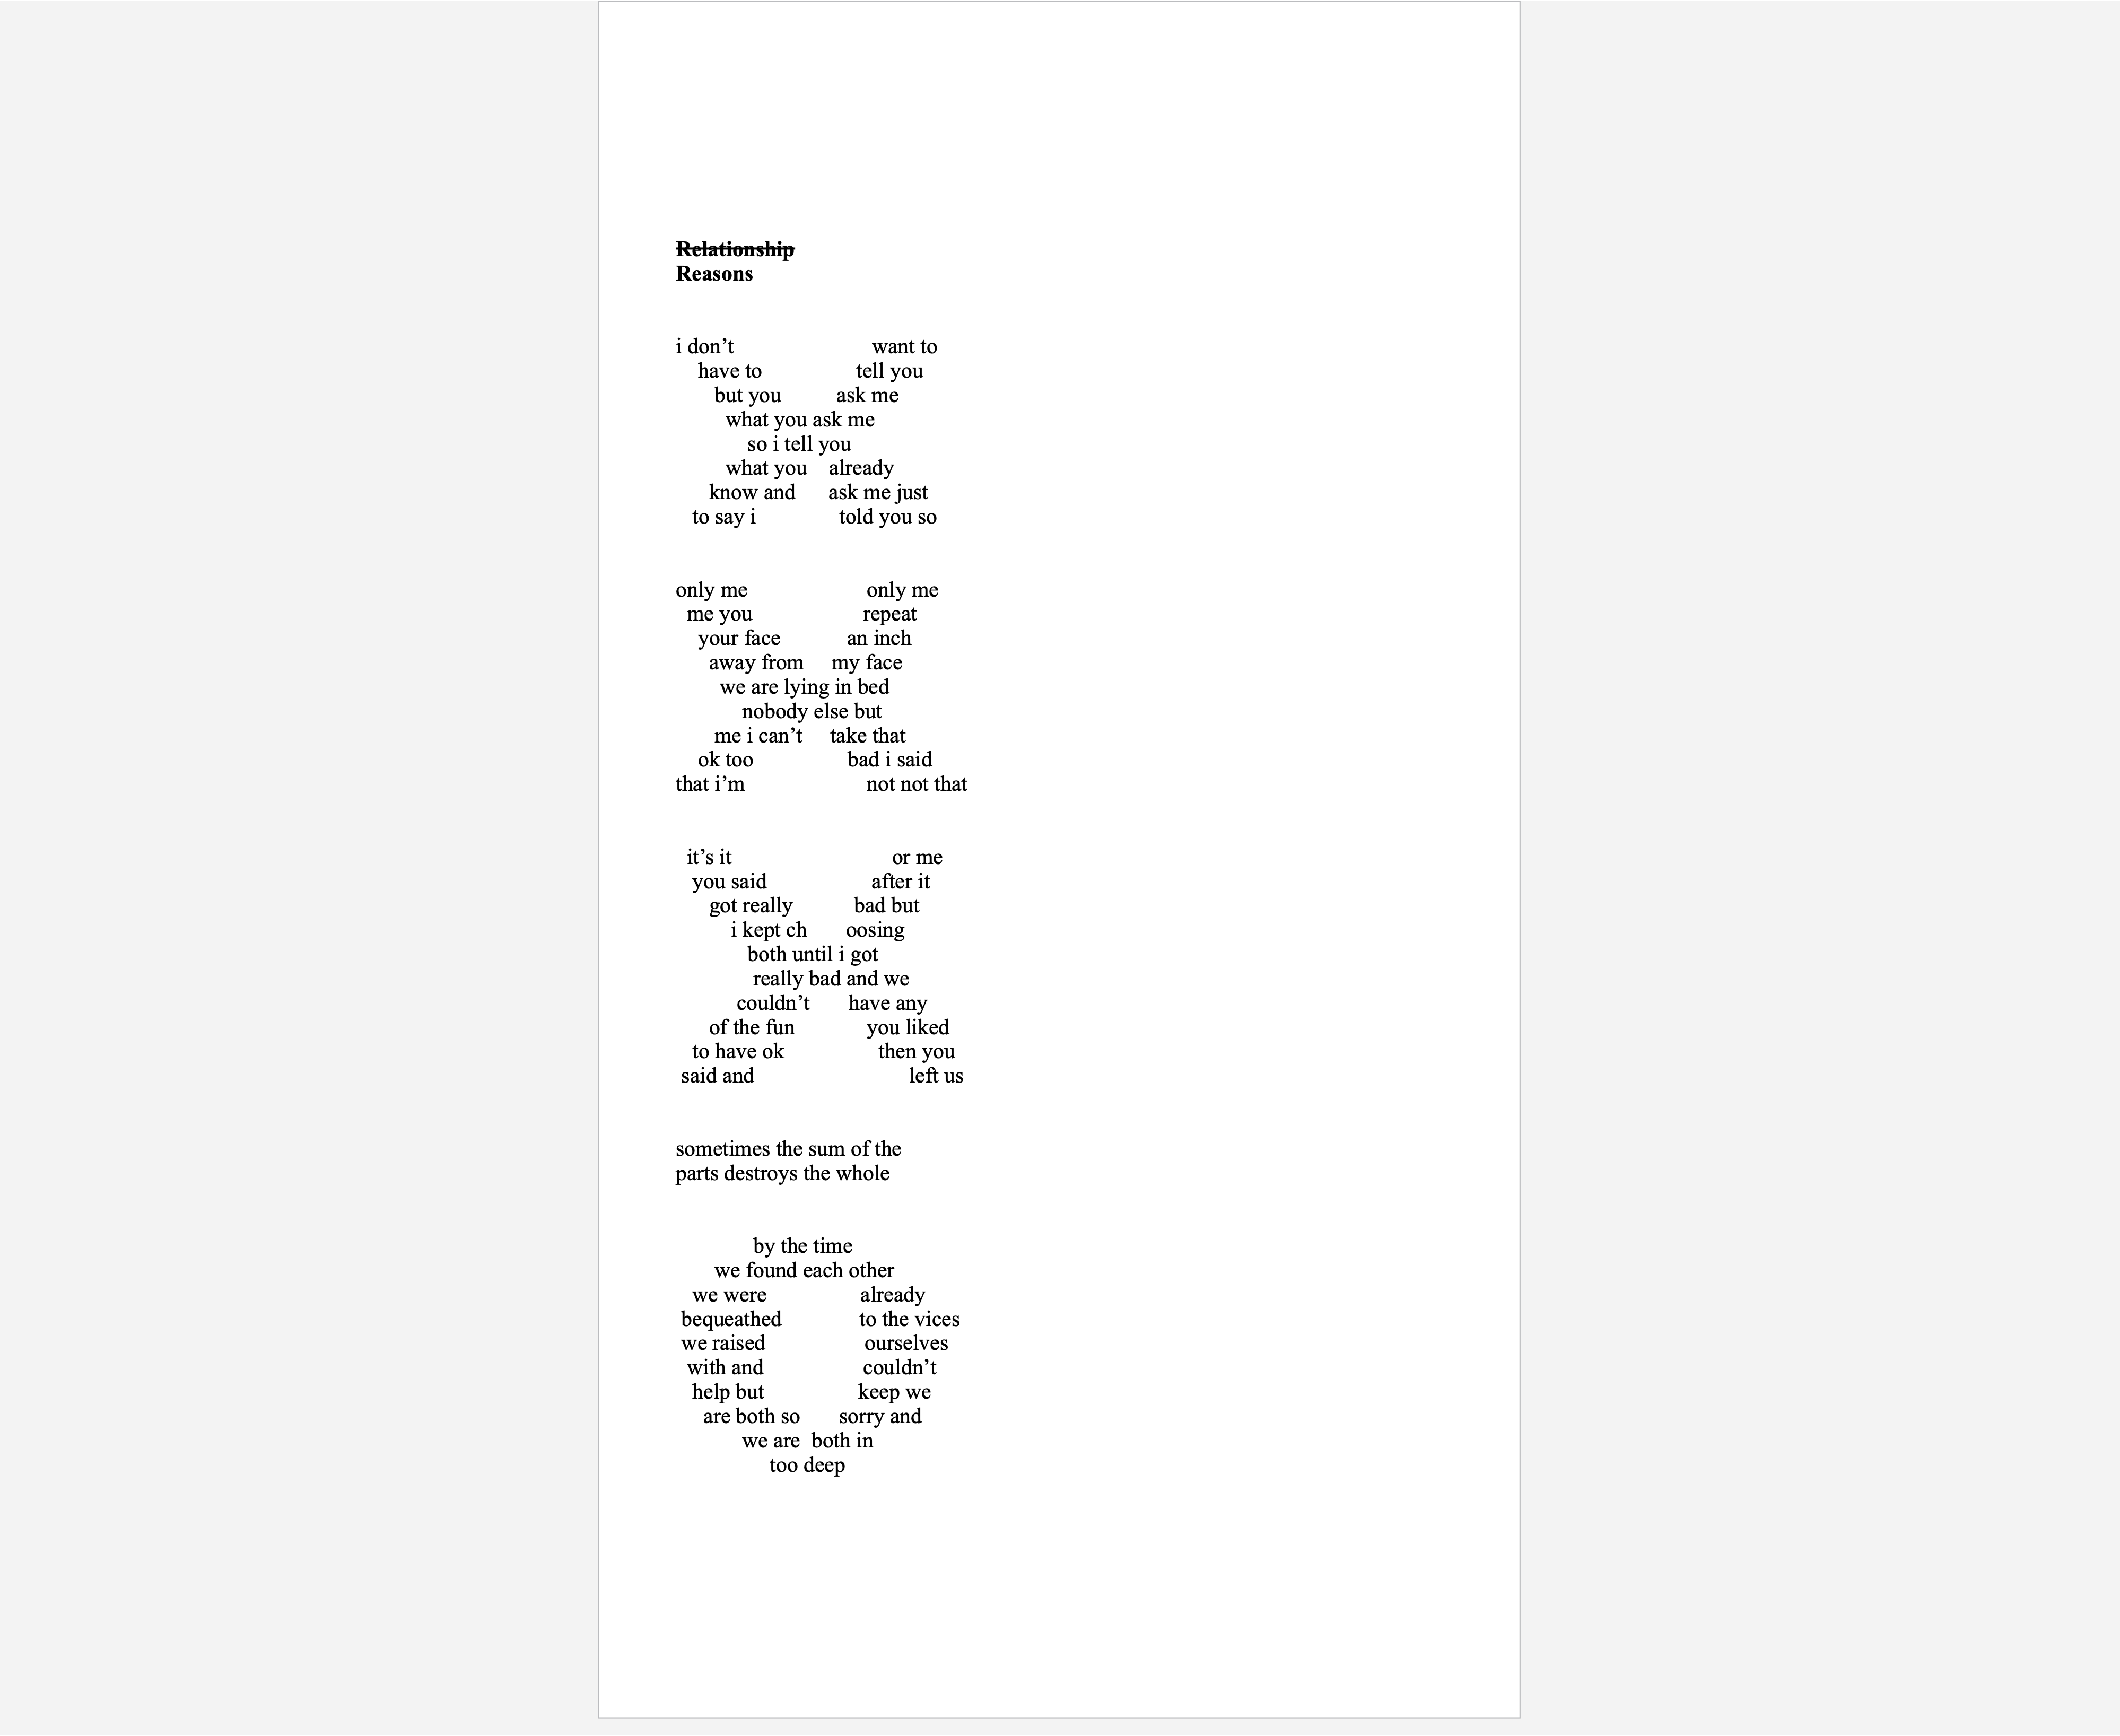 Relationship
Reasons
i don’t want to
have to tell you
but you ask me
what you ask me
so i tell you
what you already
know and ask me just
to say i told you so
only me only me
me you repeat
your face an inch
away from my face
we are lying in bed
nobody else but
me i can’t take that
ok too bad i said
that i’m not not that
it’s it or me
you said after it
got really bad but
i kept ch oosing
both until i got
really bad and we
couldn’t have any
of the fun you liked
to have ok then you
said and left us
sometimes the sum of the
parts destroys the whole
by the time
we found each other
we were already
bequeathed to the vices
we raised ourselves
with and couldn’t
help but keep we
are both so sorry and
we are both in
too deep